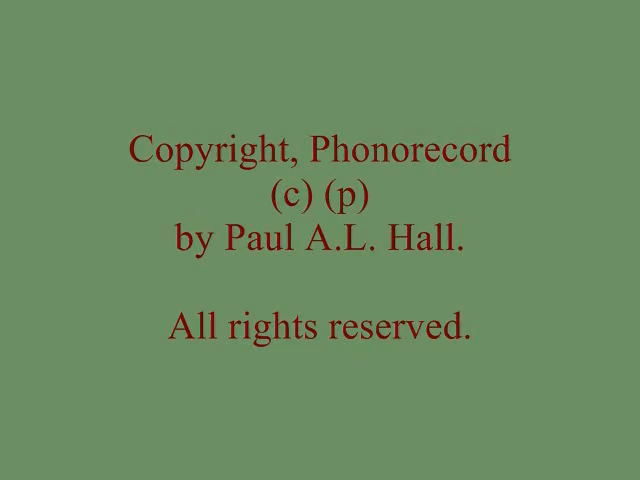 Copyright, Phonorecord
(c) (p)
by Paul A.L. Hall.
All rights reserved.